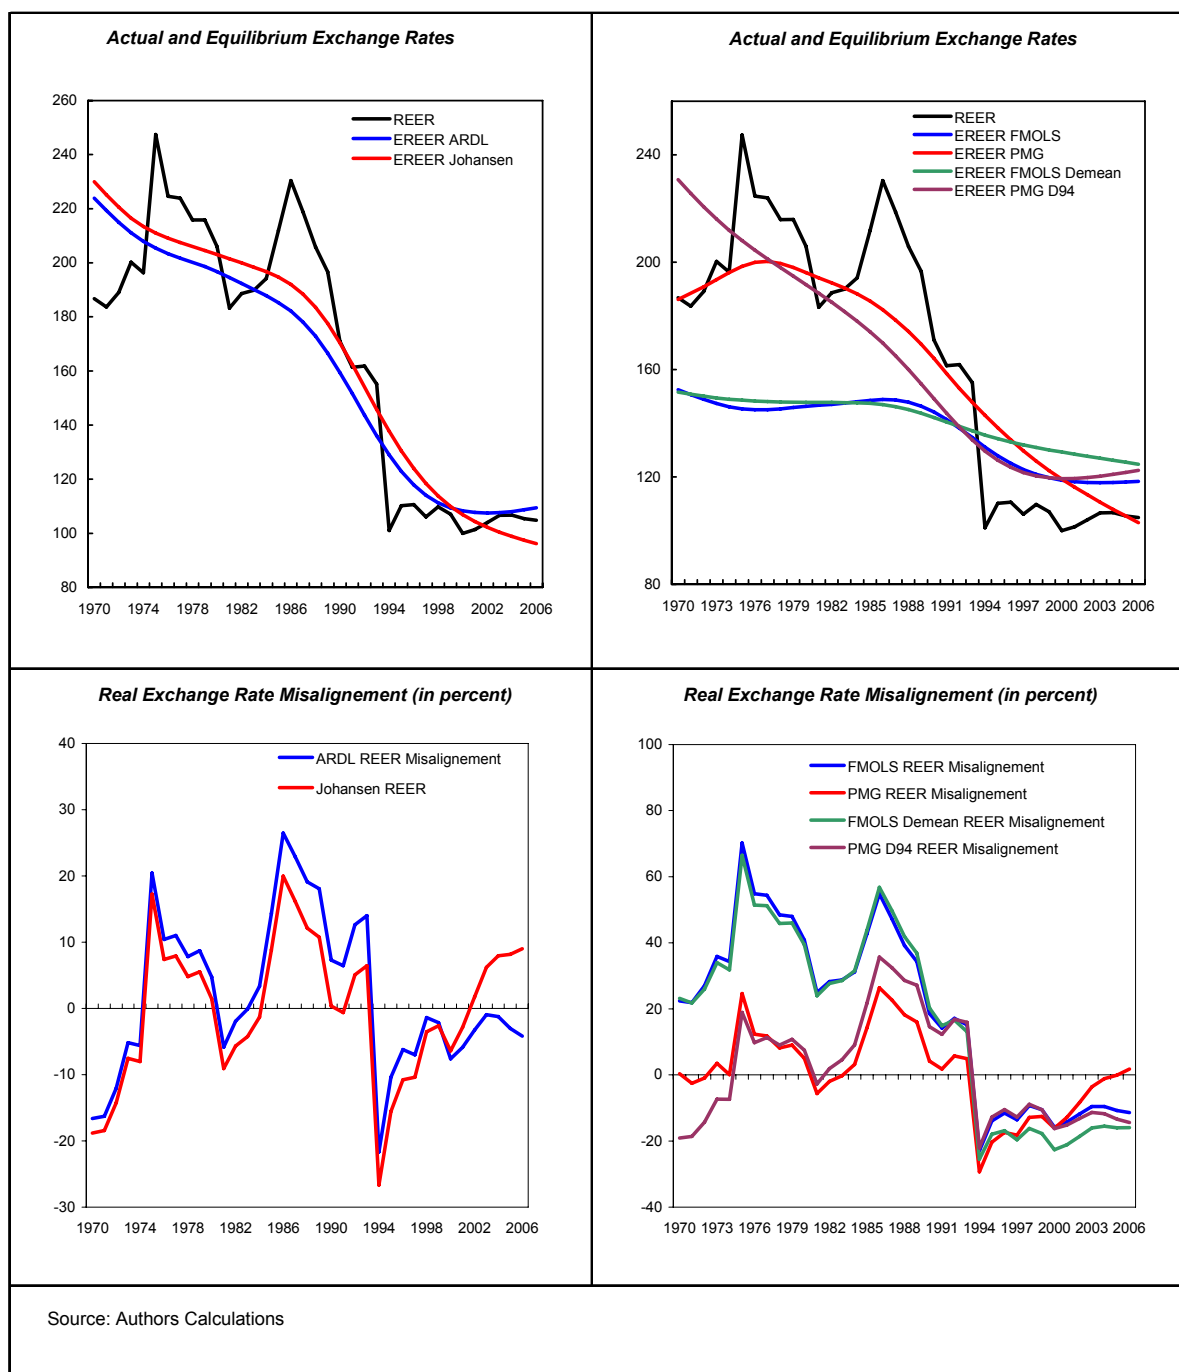 Actual and Equilibrium Exchange Rates
260
240
220
200
180
160
140
120
100
80
REER
EREER ARDL
EREER Johansen
1970 1974 1978 1982 1986 1990 1994 1998 2002 2006
Actual and Equilibrium Exchange Rates
240
200
160
120
80
REER
EREER FMOLS
EREER PMG
EREER FMOLS Demean
EREER PMG D94
1970 1973 1976 1979 1982 1985 1988 1991 1994 1997 2000 2003 2006
Real Exchange Rate Misalignement (in percent)
40
30
20
10
0
-10
-20
-30
ARDL REER Misalignement
Johansen REER
1970 1974 1978 1982 1986 1990 1994 1998 2002 2006
Real Exchange Rate Misalignement (in percent)
100
80
60
40
20
0
-20
-40
FMOLS REER Misalignement
PMG REER Misalignement
FMOLS Demean REER Misalignement
PMG D94 REER Misalignement
1970 1973 1976 1979 1982 1985 1988 1991 1994 1997 2000 2003 2006
Source: Authors Calculations